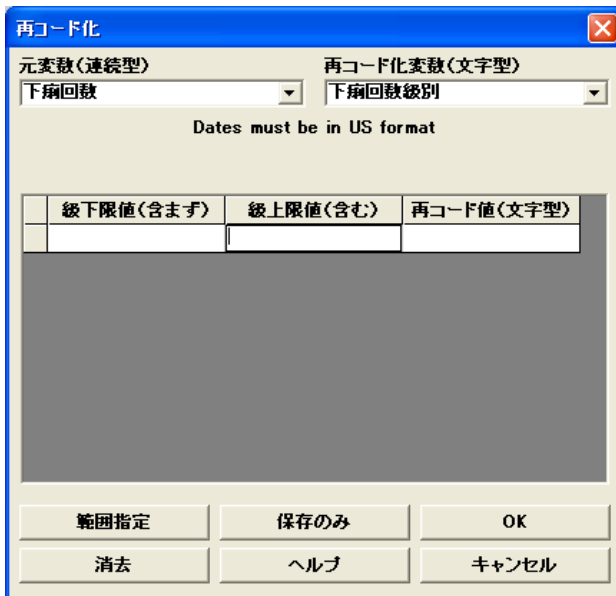 再コード化
元変数(連続型) 再コード化変数(文字型)
下痢回数 下痢回数級別
Dates must be in US format
級下限値(含まず) 級上限値(含む) 再コード値(文字型)
範囲指定 保存のみ OK
消去 ヘルプ キャンセル